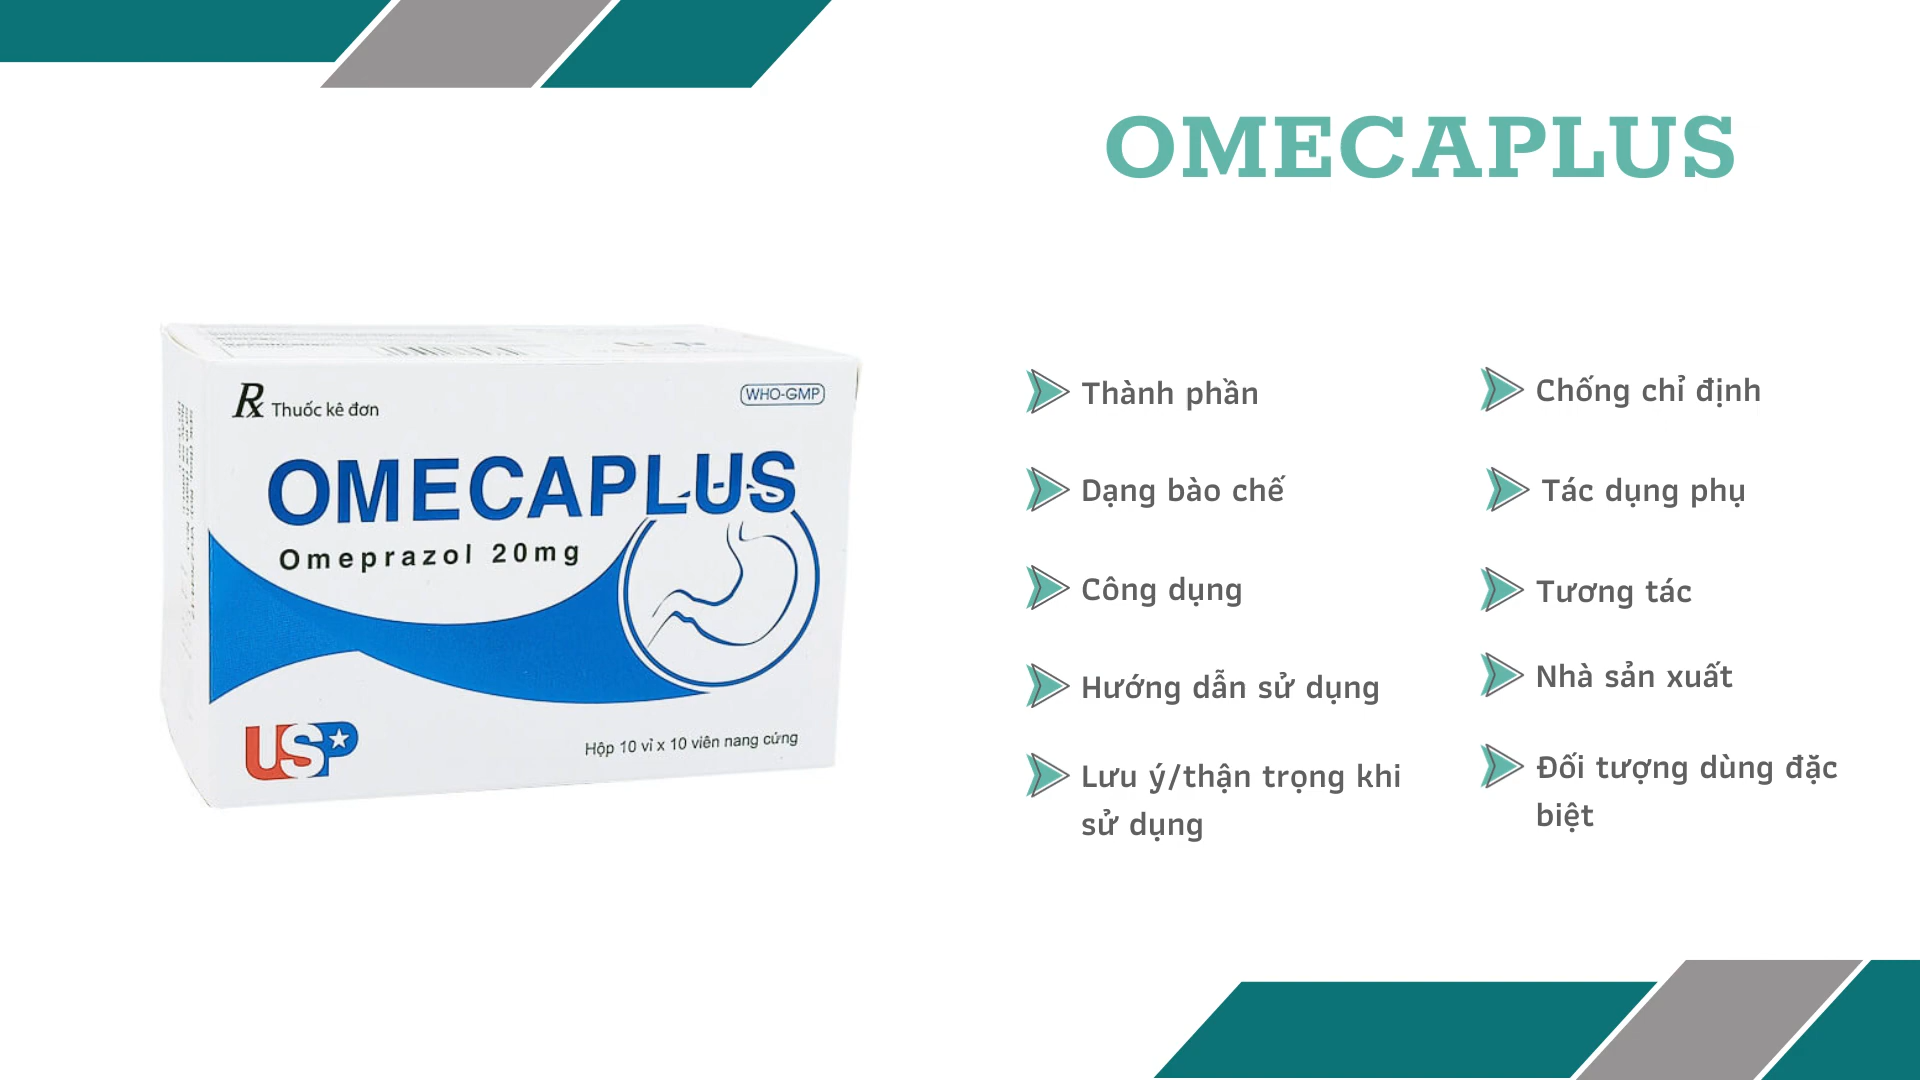 OMECAPLUS
Rx Thuốc kê đơn
WHO-GMP
OMECAPLUS
Omeprazol 20mg
USP
Hộp 10 vỉ x 10 viên nang cứng
Thành phần
Dạng bào chế
Công dụng
Hướng dẫn sử dụng
Lưu ý/thận trọng khi
sử dụng
Chống chỉ định
Tác dụng phụ
Tương tác
Nhà sản xuất
Đối tượng dùng đặc
biệt